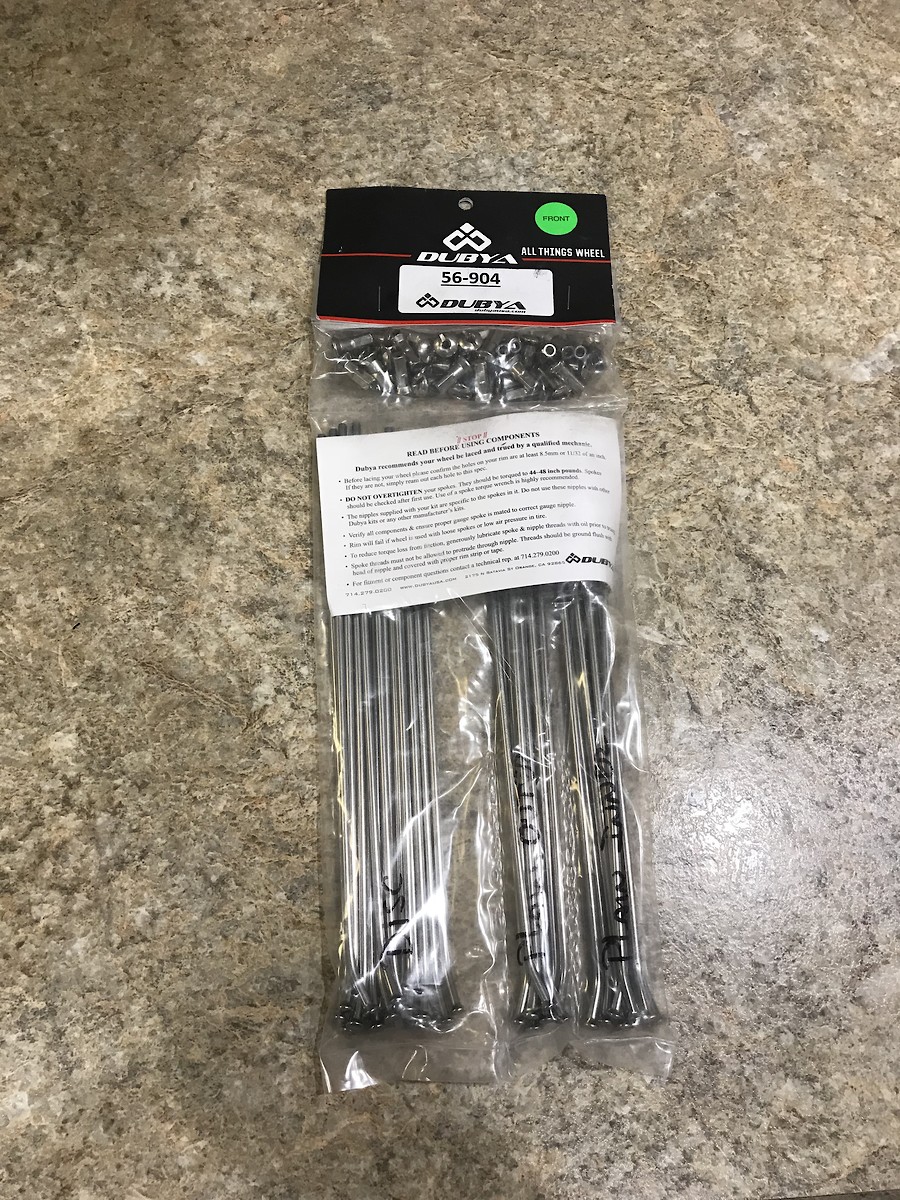 FRONT
DUBYA
ALL THINGS WHEEL
56-904
DUBYA
dubyausa.com
!! STOP !!
READ BEFORE USING COMPONENTS
Dubya recommends your wheel be laced and trued by a qualified mechanic.
• Before lacing your wheel please confirm the holes on your rim are at least 8.5mm or 11/32 of an inch.
If they are not, simply ream out each hole to this spec.
• DO NOT OVERTIGHTEN your spokes. They should be torqued to 44-48 inch pounds. Spokes
should be checked after first use. Use of a spoke torque wrench is highly recommended.
• The nipples supplied with your kit are specific to the spokes in it. Do not use these nipples with other
Dubya kits or any other manufacturer's kits.
• Verify all components & ensure proper gauge spoke is mated to correct gauge nipple.
• Rim will fail if wheel is used with loose spokes or low air pressure in tire.
• To reduce torque loss from friction, generously lubricate spoke & nipple threads with oil prior to
• Spoke threads must not be allowed to protrude through nipple. Threads should be ground flush with
head of nipple and covered with proper rim strip or tape.
• For fitment or component questions contact a technical rep. at 714.279.0200
714.279.0200 www.dubyausa.com 2175 N Batavia St Orange, CA 92865
DUBYA
DISC